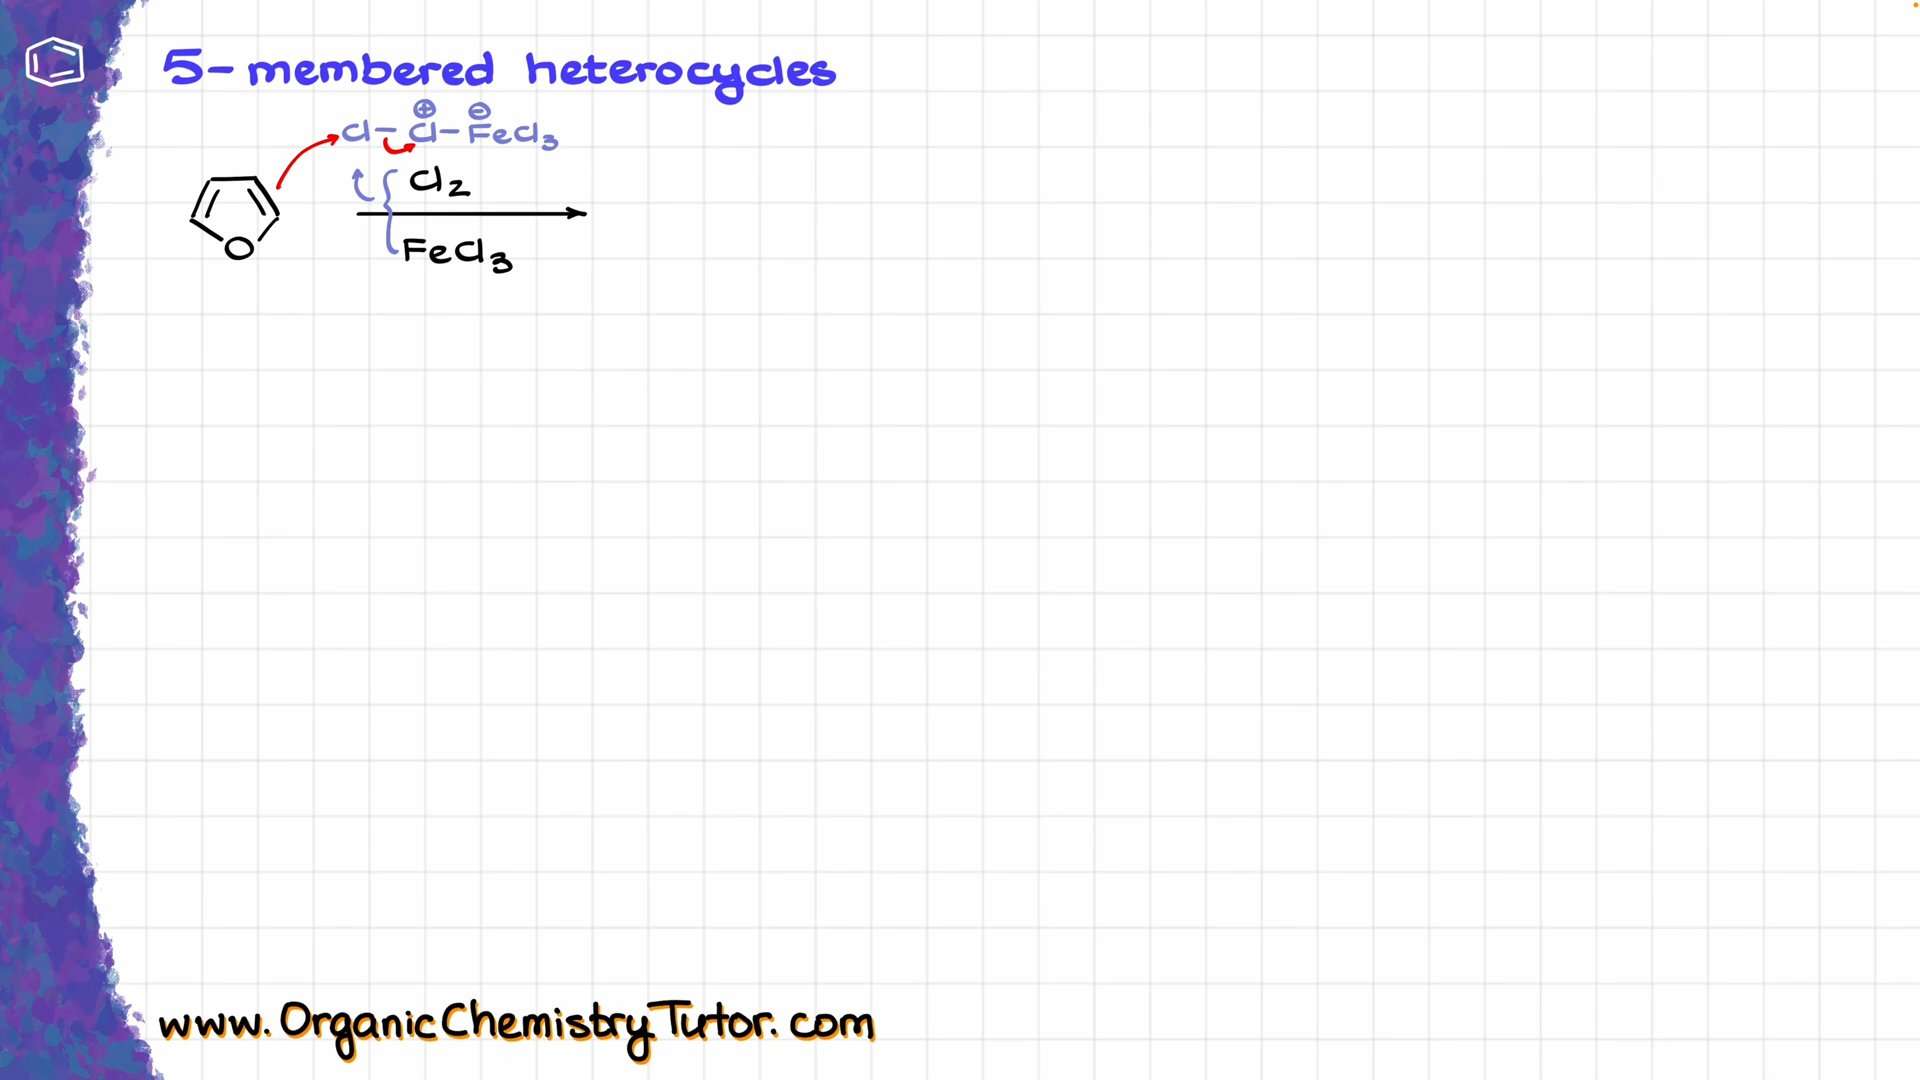 5-membered heterocycles
⊕ ⊖
Cl-Cl-FeCl₃
Cl₂
O
FeCl₃
www.OrganicChemistryTutor.com